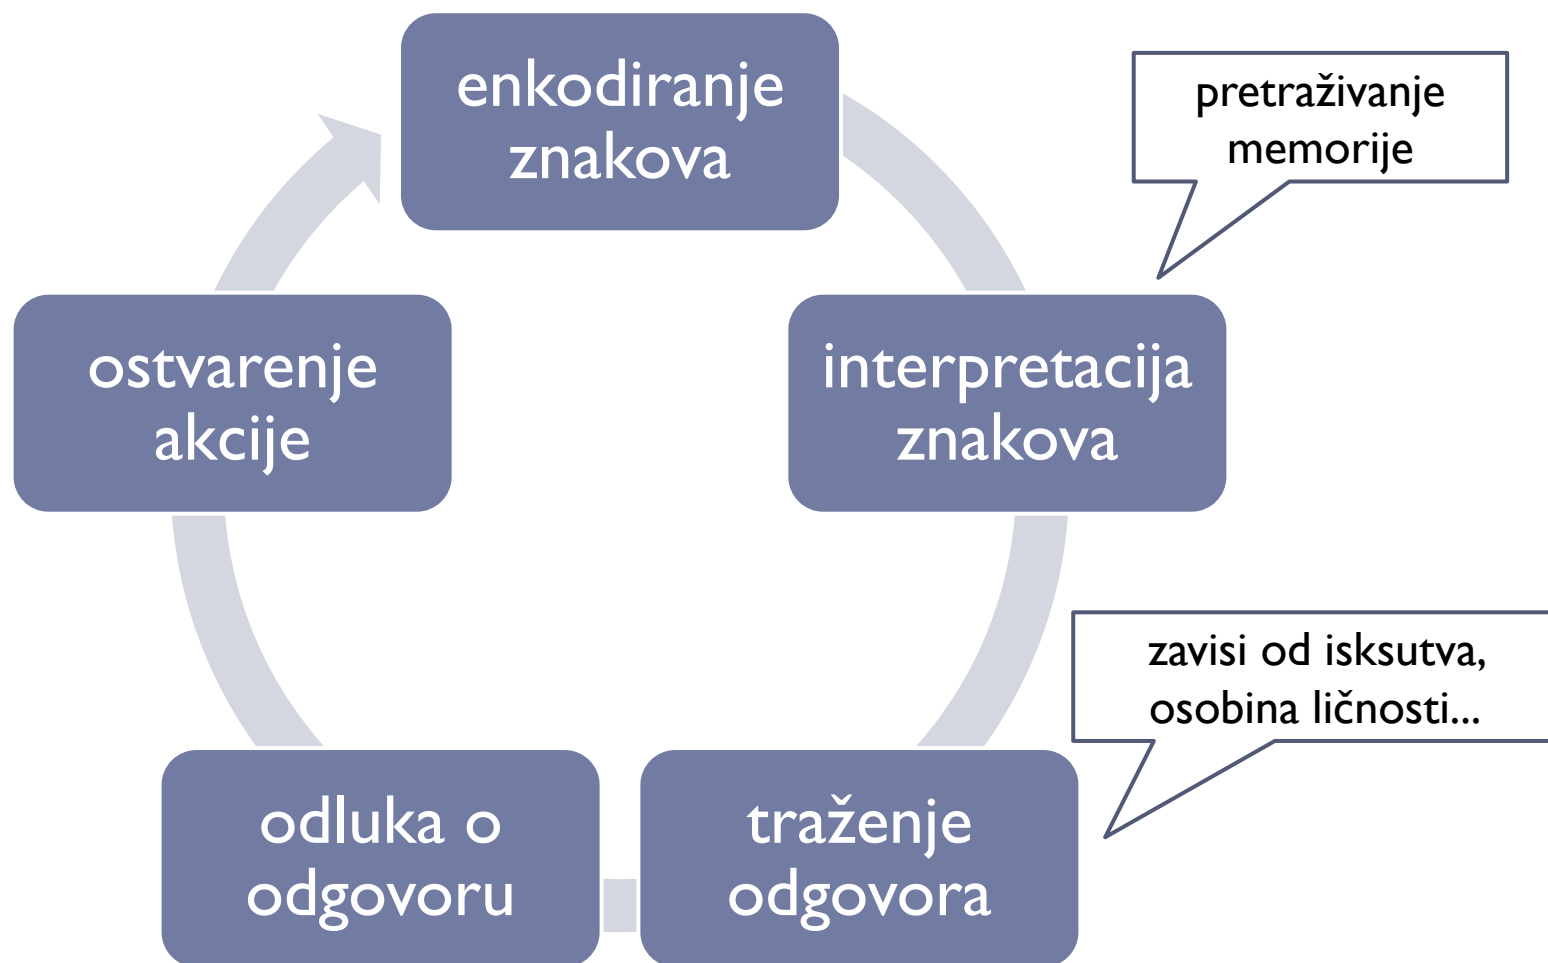 enkodiranje
znakova
pretraživanje
memorije
interpretacija
znakova
zavisi od isksutva,
osobina ličnosti...
traženje
odgovora
odluka o
odgovoru
ostvarenje
akcije